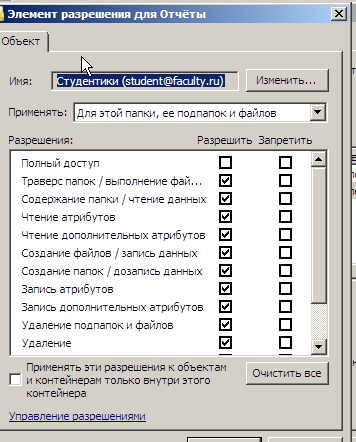 Элемент разрешения для Отчёты
Объект
Имя: Студентики (student@faculty.ru) Изменить...
Применять: Для этой папки, ее подпапок и файлов
Разрешения: Разрешить Запретить
Полный доступ
Траверс папок / выполнение фай...
Содержание папки / чтение данных
Чтение атрибутов
Чтение дополнительных атрибутов
Создание файлов / запись данных
Создание папок / дозапись данных
Запись атрибутов
Запись дополнительных атрибутов
Удаление подпапок и файлов
Удаление
Применять эти разрешения к объектам
и контейнерам только внутри этого
контейнера
Очистить все
Управление разрешениями